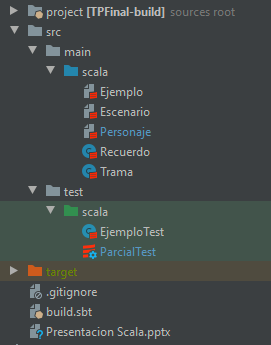 project [TPFinal-build] sources root
src
main
scala
Ejemplo
Escenario
Personaje
Recuerdo
Trama
test
scala
EjemploTest
ParcialTest
target
.gitignore
build.sbt
Presentacion Scala.pptx